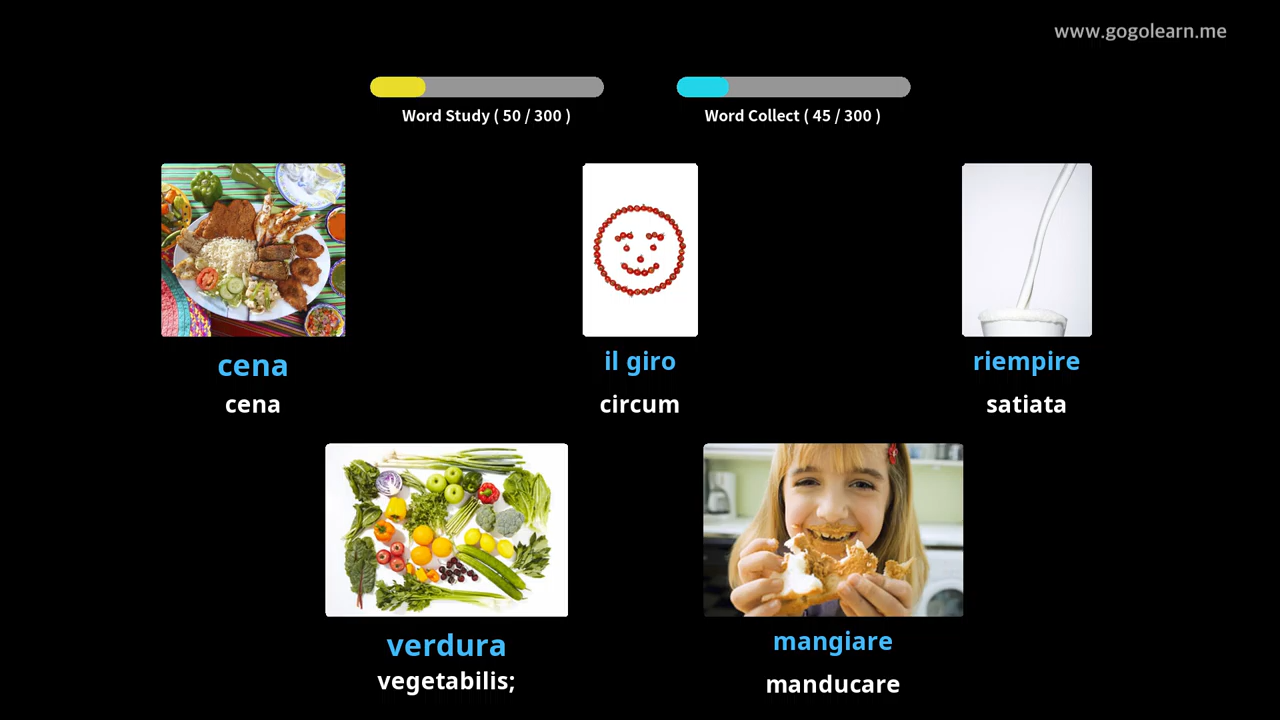 www.gogolearn.me
Word Study ( 50 / 300 )
Word Collect ( 45 / 300 )
cena
cena
il giro
circum
riempire
satiata
verdura
vegetabilis;
mangiare
manducare